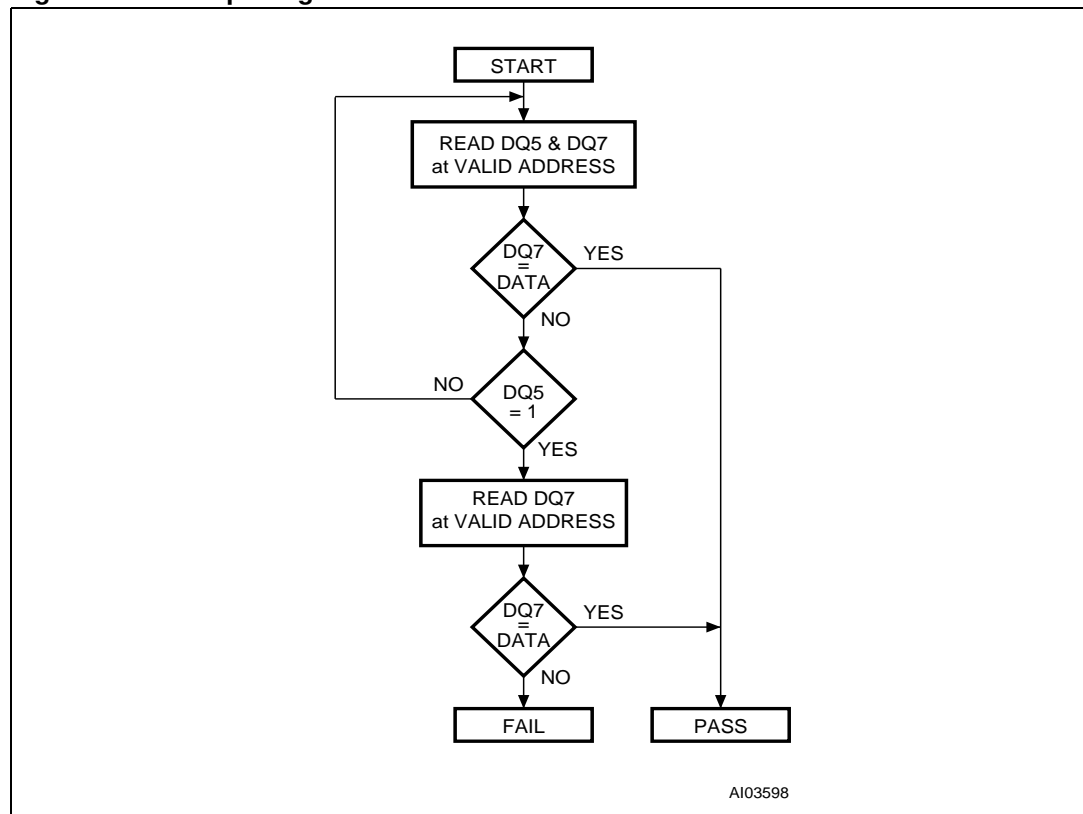 START
READ DQ5 & DQ7
at VALID ADDRESS
DQ7
=
DATA
YES
NO
DQ5
= 1
NO
YES
READ DQ7
at VALID ADDRESS
DQ7
=
DATA
YES
NO
FAIL
PASS
AI03598